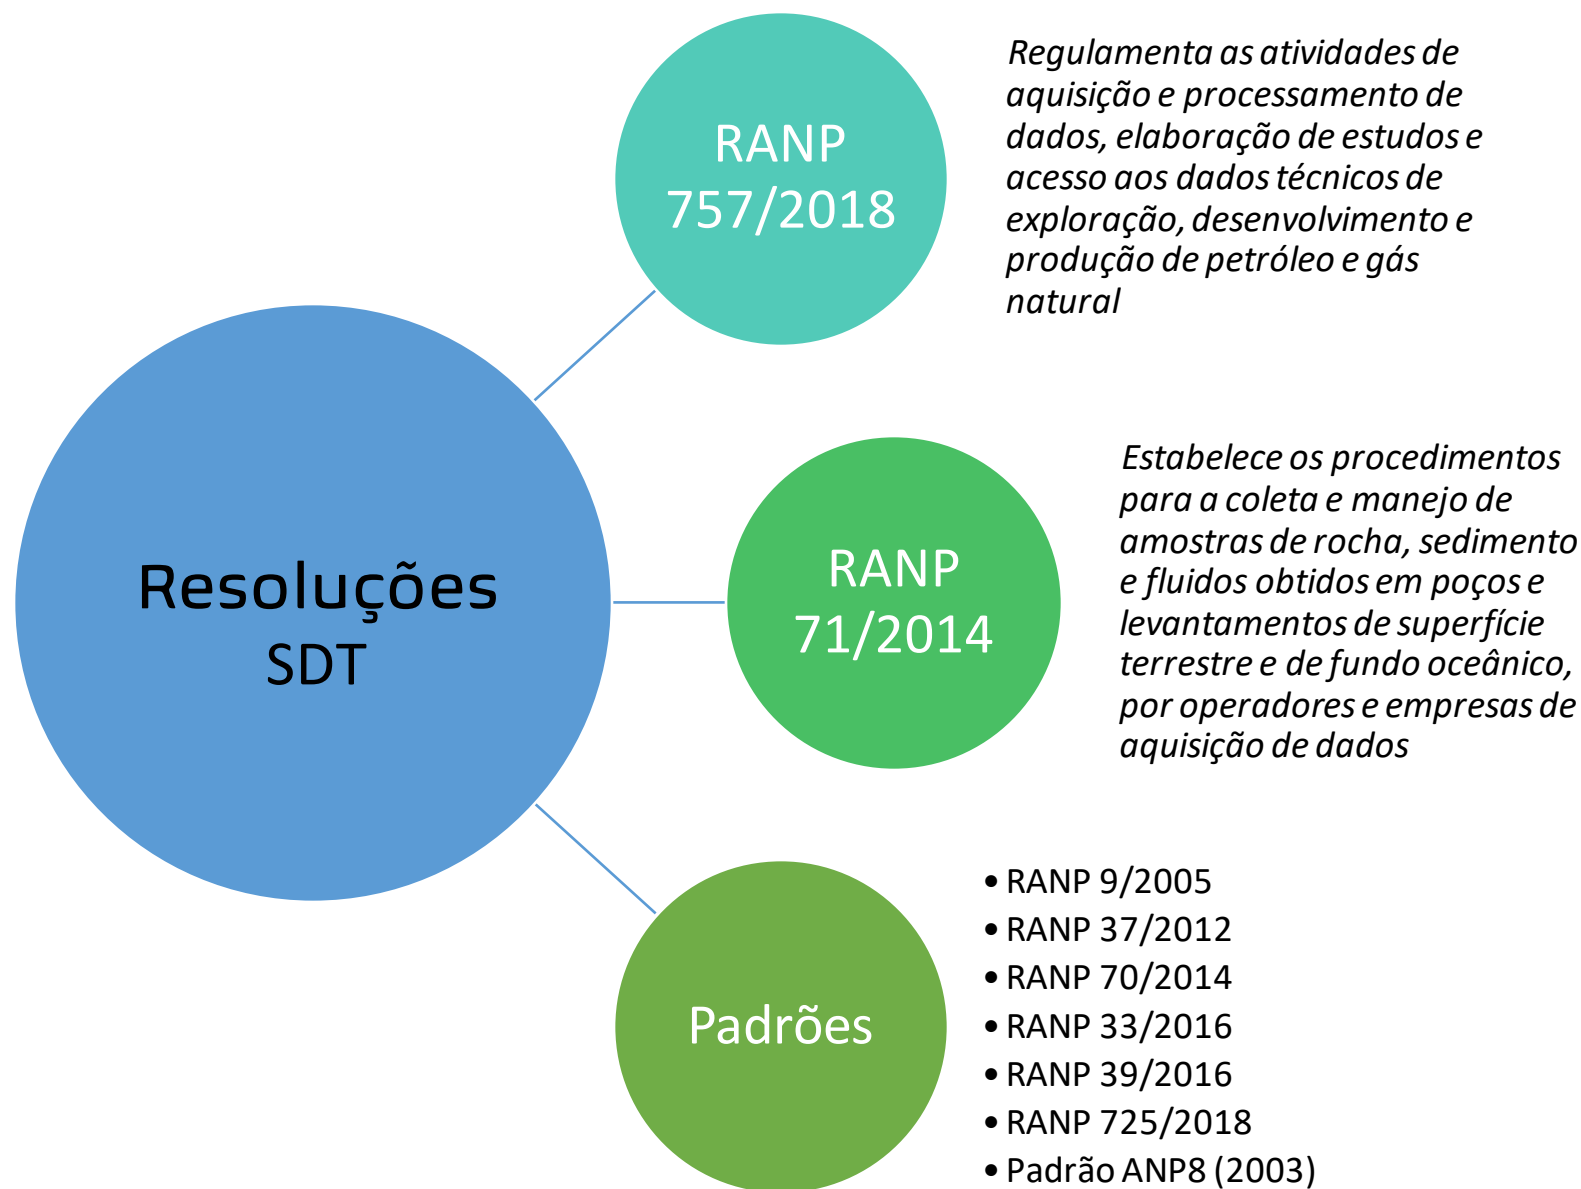 RANP
757/2018
Regulamenta as atividades de
aquisição e processamento de
dados, elaboração de estudos e
acesso aos dados técnicos de
exploração, desenvolvimento e
produção de petróleo e gás
natural
Resoluções
SDT
RANP
71/2014
Estabelece os procedimentos
para a coleta e manejo de
amostras de rocha, sedimento
e fluidos obtidos em poços e
levantamentos de superfície
terrestre e de fundo oceânico,
por operadores e empresas de
aquisição de dados
Padrões
• RANP 9/2005
• RANP 37/2012
• RANP 70/2014
• RANP 33/2016
• RANP 39/2016
• RANP 725/2018
• Padrão ANP8 (2003)